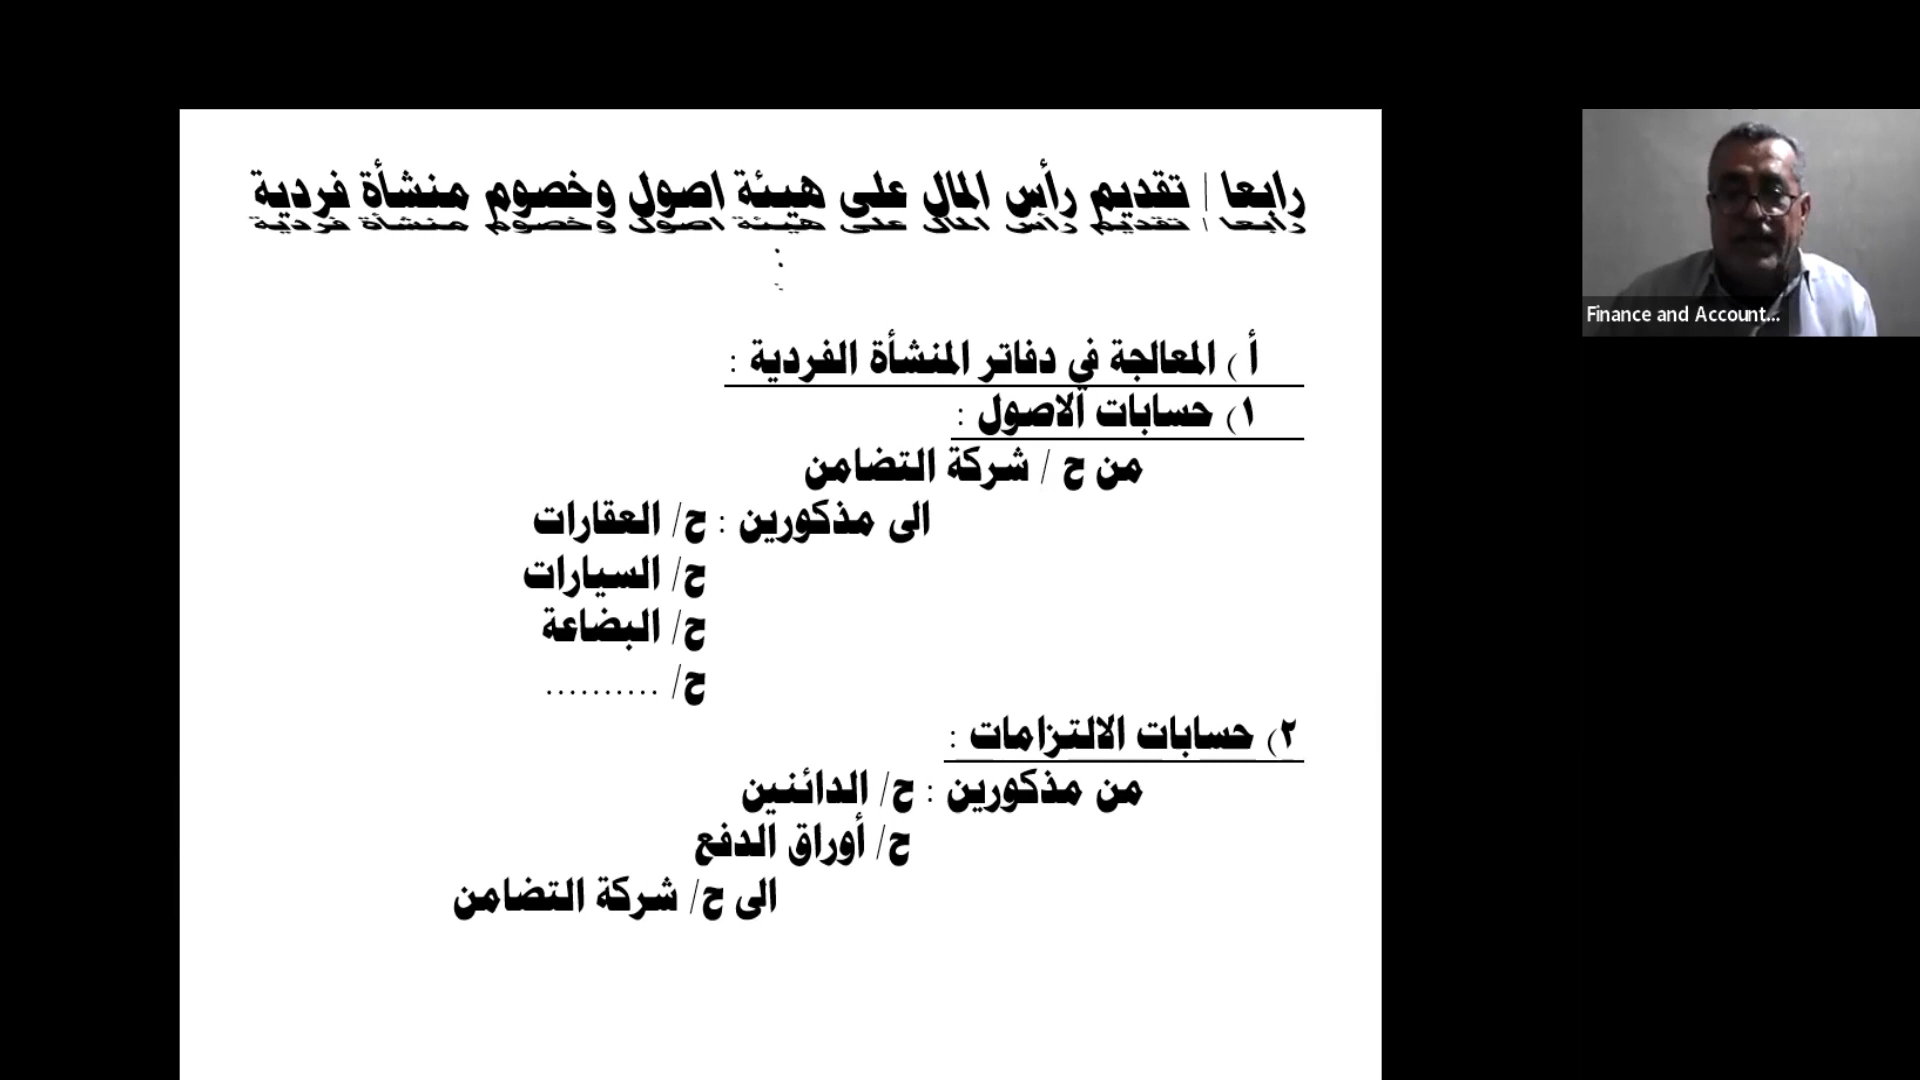 رابعا / تقديم رأس المال على هيئة اصول وخصوم منشأة فردية
:
أ ) المعالجة في دفاتر المنشأة الفردية :
١) حسابات الاصول :
من ح / شركة التضامن
الى مذكورين : ح/ العقارات
ح/ السيارات
ح/ البضاعة
ح/ ..........
٢) حسابات الالتزامات :
من مذكورين : ح/ الدائنين
ح/ أوراق الدفع
الى ح/ شركة التضامن
Finance and Account...